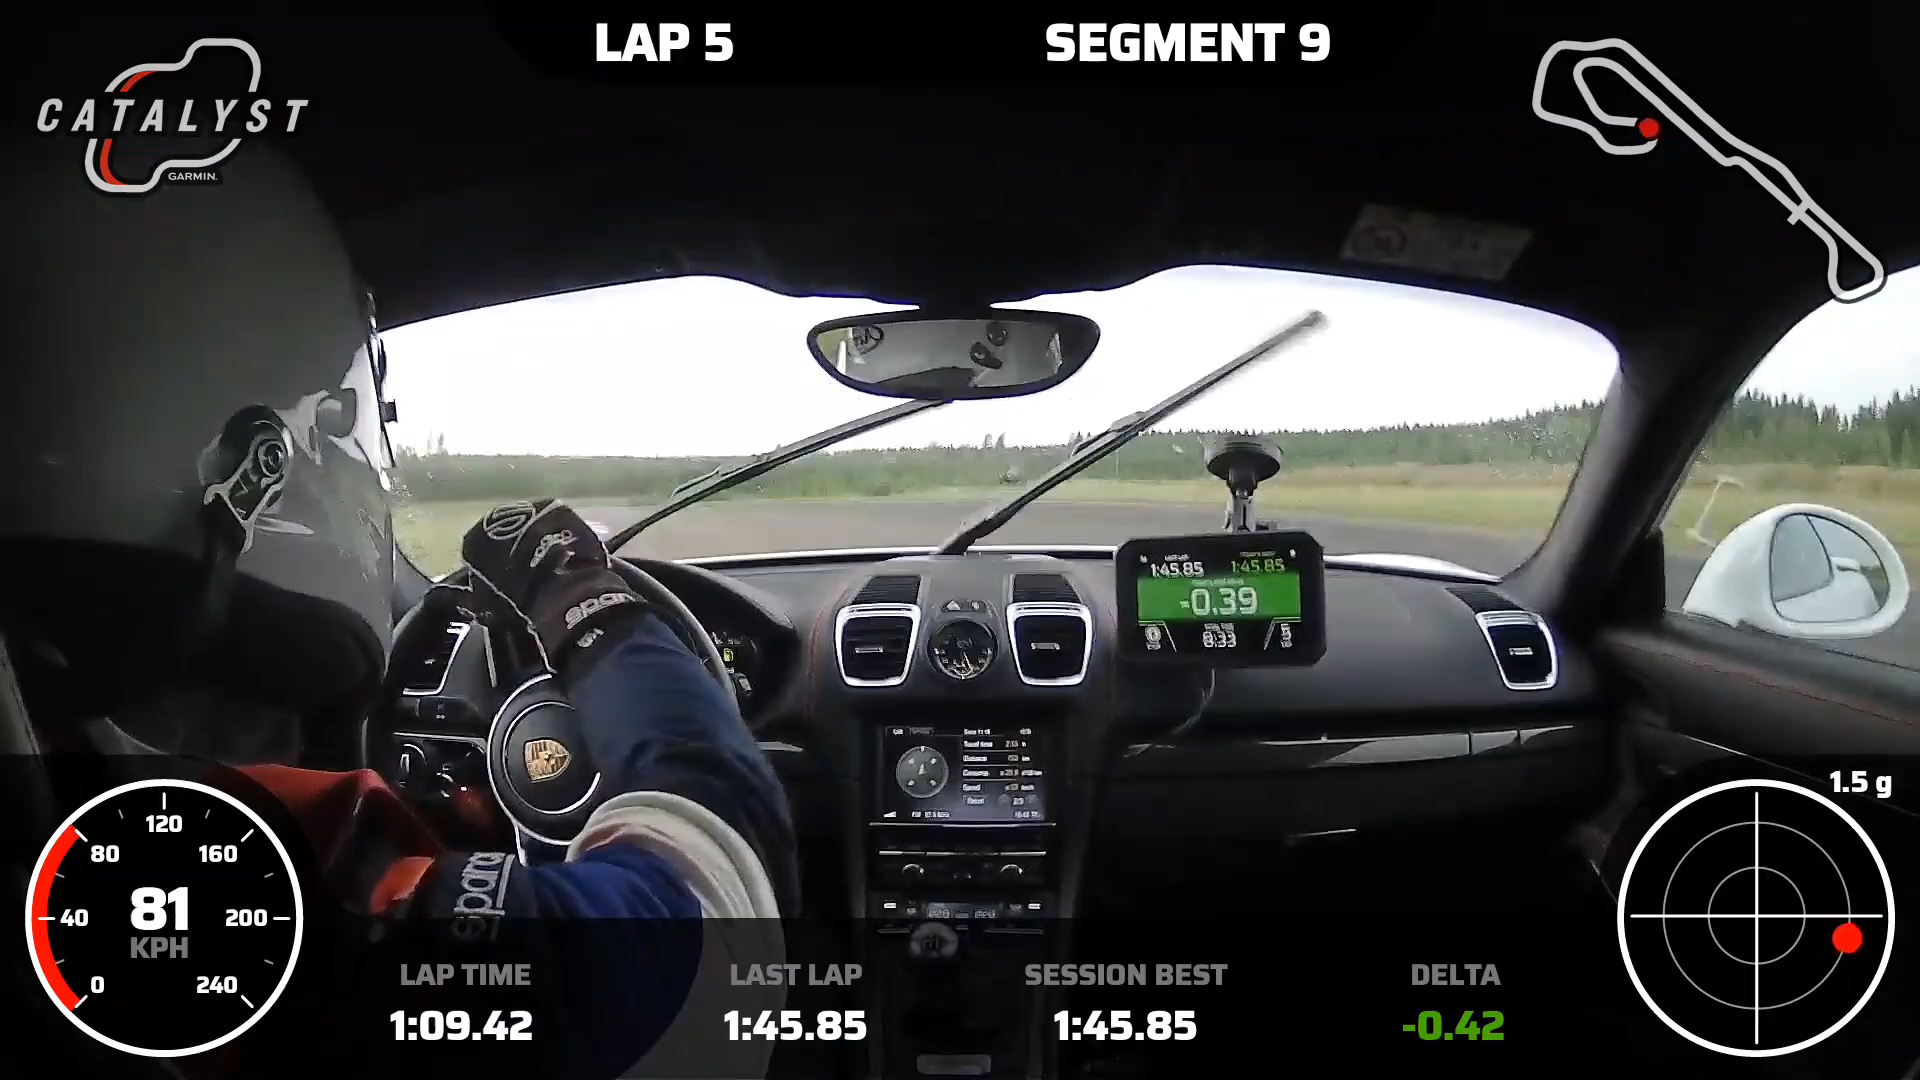 LAP 5
SEGMENT 9
CATALYST
GARMIN.
sparco
1:45.85
1:45.85
-0.39
8:33
sparco
120
80
160
81
40
200
KPH
0
240
1.5 g
LAP TIME
LAST LAP
SESSION BEST
DELTA
1:09.42
1:45.85
1:45.85
-0.42